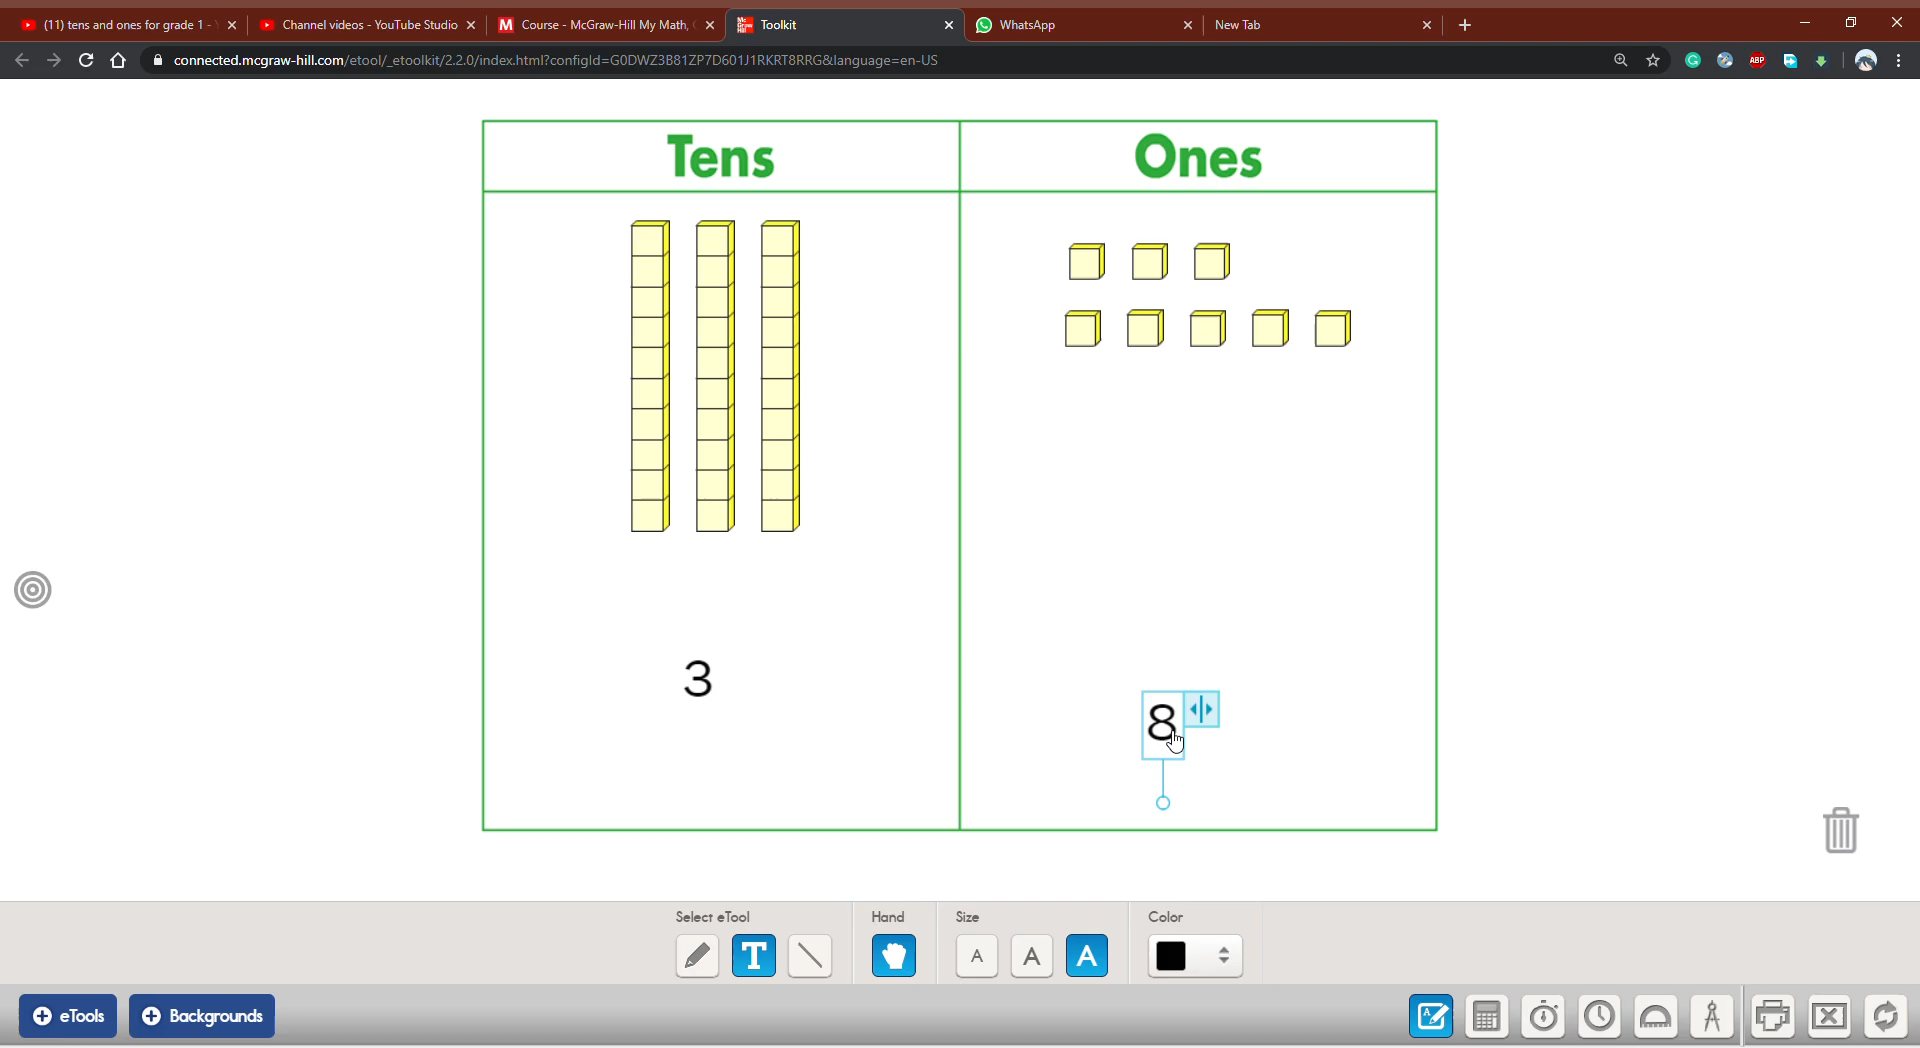 (11) tens and ones for grade 1 -
Channel videos - YouTube Studio
Course - McGraw-Hill My Math,
Toolkit
WhatsApp
New Tab
connected.mcgraw-hill.com/etool/_etoolkit/2.2.0/index.html?configId=G0DWZ3B81ZP7D601J1RKRT8RRG&language=en-US
ABP
Tens
Ones
3
8
Select eTool
Hand
Size
Color
T
A
A
A
eTools
Backgrounds